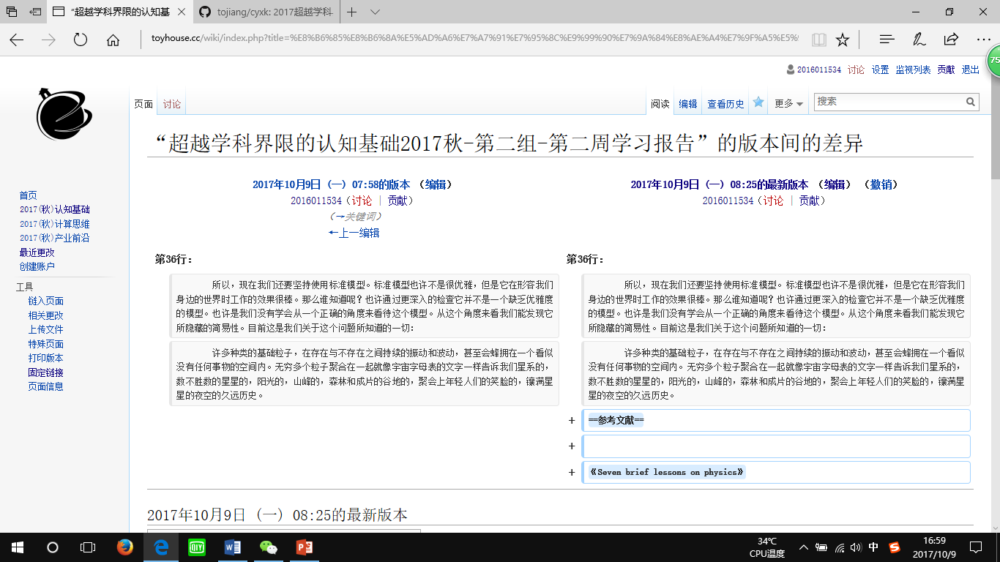 “超越学科界限的认知基
tojiang/cyxk: 2017超越学科
toyhouse.cc/wiki/index.php?title=%E8%B6%85%E8%B6%8A%E5%AD%A6%E7%A7%91%E7%95%8C%E9%99%90%E7%9A%84%E8%AE%A4%E7%9F%A5%E5%
75
2016011534 讨论 设置 监视列表 贡献 退出
页面 讨论 阅读 编辑 查看历史 更多 搜索
“超越学科界限的认知基础2017秋-第二组-第二周学习报告”的版本间的差异
2017年10月9日 (一) 07:58的版本 (编辑)
2016011534 (讨论 | 贡献)
(→关键词)
←上一编辑
2017年10月9日 (一) 08:25的最新版本 (编辑) (撤销)
2016011534 (讨论 | 贡献)
首页
2017(秋)认知基础
2017(秋)计算思维
2017(秋)产业前沿
最近更改
创建账户
工具
链入页面
相关更改
上传文件
特殊页面
打印版本
固定链接
页面信息
第36行:
所以，现在我们还要坚持使用标准模型。标准模型也许不是很优雅，但是它在形容我们
身边的世界时工作的效果很棒。那么谁知道呢？也许通过更深入的检查它并不是一个缺乏优雅度
的模型。也许是我们没有学会从一个正确的角度来看待这个模型。从这个角度来看我们能发现它
所隐藏的简易性。目前这是我们关于这个问题所知道的一切：
许多种类的基础粒子，在存在与不存在之间持续的振动和波动，甚至会蜂拥在一个看似
没有任何事物的空间内。无穷多个粒子聚合在一起就像宇宙字母表的文字一样告诉我们星系的，
数不胜数的星星的，阳光的，山峰的，森林和成片的谷地的，聚会上年轻人们的笑脸的，镶满星
星的夜空的久远历史。
第36行:
所以，现在我们还要坚持使用标准模型。标准模型也许不是很优雅，但是它在形容我们
身边的世界时工作的效果很棒。那么谁知道呢？也许通过更深入的检查它并不是一个缺乏优雅度
的模型。也许是我们没有学会从一个正确的角度来看待这个模型。从这个角度来看我们能发现它
所隐藏的简易性。目前这是我们关于这个问题所知道的一切：
许多种类的基础粒子，在存在与不存在之间持续的振动和波动，甚至会蜂拥在一个看似
没有任何事物的空间内。无穷多个粒子聚合在一起就像宇宙字母表的文字一样告诉我们星系的，
数不胜数的星星的，阳光的，山峰的，森林和成片的谷地的，聚会上年轻人们的笑脸的，镶满星
星的夜空的久远历史。
+ ==参考文献==
+
+ 《Seven brief lessons on physics》
2017年10月9日 (一) 08:25的最新版本
34℃
CPU温度
中
16:59
2017/10/9